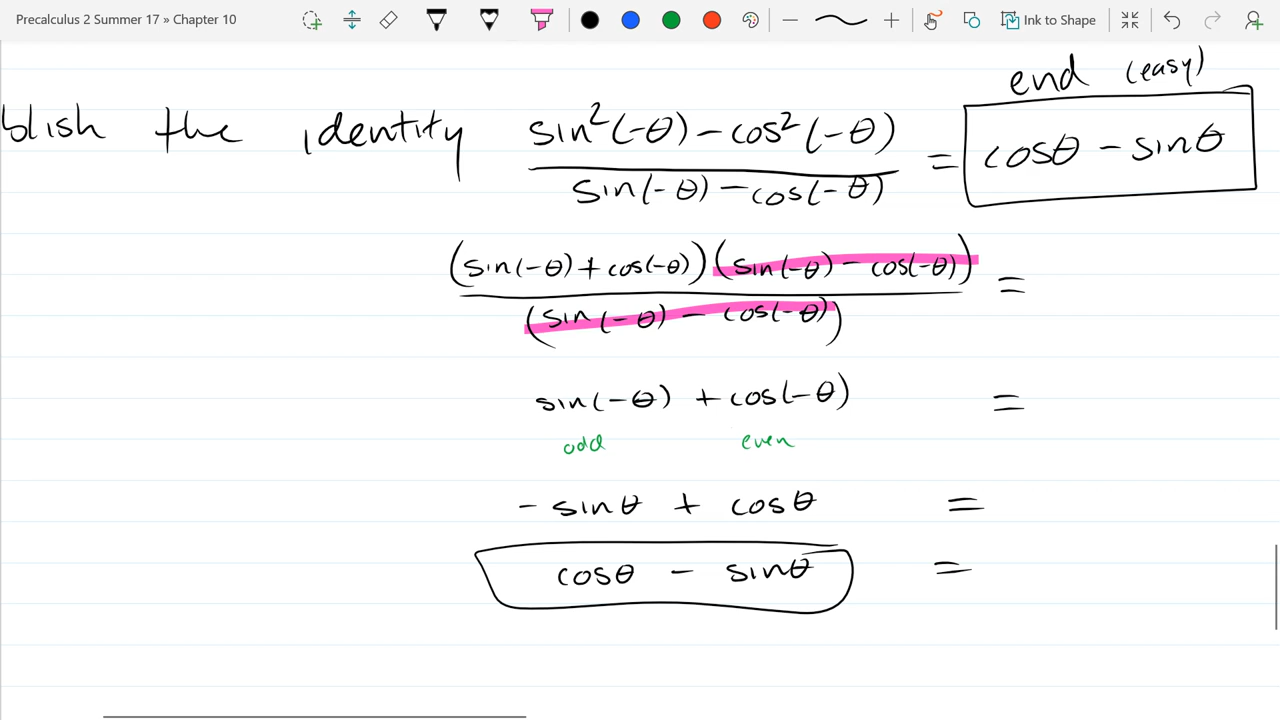 Precalculus 2 Summer 17 » Chapter 10
Ink to Shape
end (easy)
blish the identity sin²(-θ) - cos²(-θ) / sin(-θ) - cos(-θ) = cosθ - sinθ
(sin(-θ) + cos(-θ))(sin(-θ) - cos(-θ)) / (sin(-θ) - cos(-θ)) =
sin(-θ) + cos(-θ) =
odd even
- sinθ + cosθ =
cosθ - sinθ =